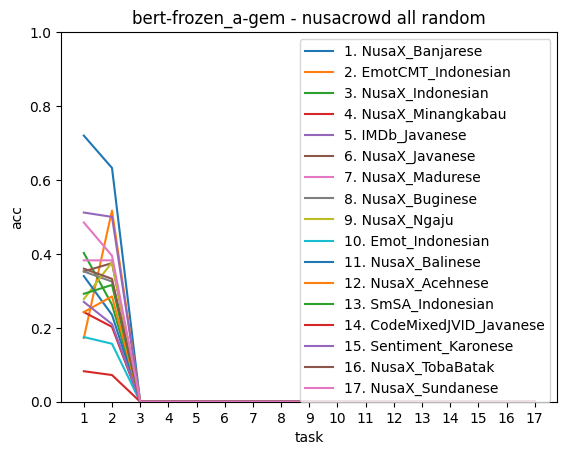 bert-frozen_a-gem - nusacrowd all random
1.0
0.8
0.6
0.4
0.2
0.0
acc
1. NusaX_Banjarese
2. EmotCMT_Indonesian
3. NusaX_Indonesian
4. NusaX_Minangkabau
5. IMDb_Javanese
6. NusaX_Javanese
7. NusaX_Madurese
8. NusaX_Buginese
9. NusaX_Ngaju
10. Emot_Indonesian
11. NusaX_Balinese
12. NusaX_Acehnese
13. SmSA_Indonesian
14. CodeMixedJVID_Javanese
15. Sentiment_Karonese
16. NusaX_TobaBatak
17. NusaX_Sundanese
1 2 3 4 5 6 7 8 9 10 11 12 13 14 15 16 17
task